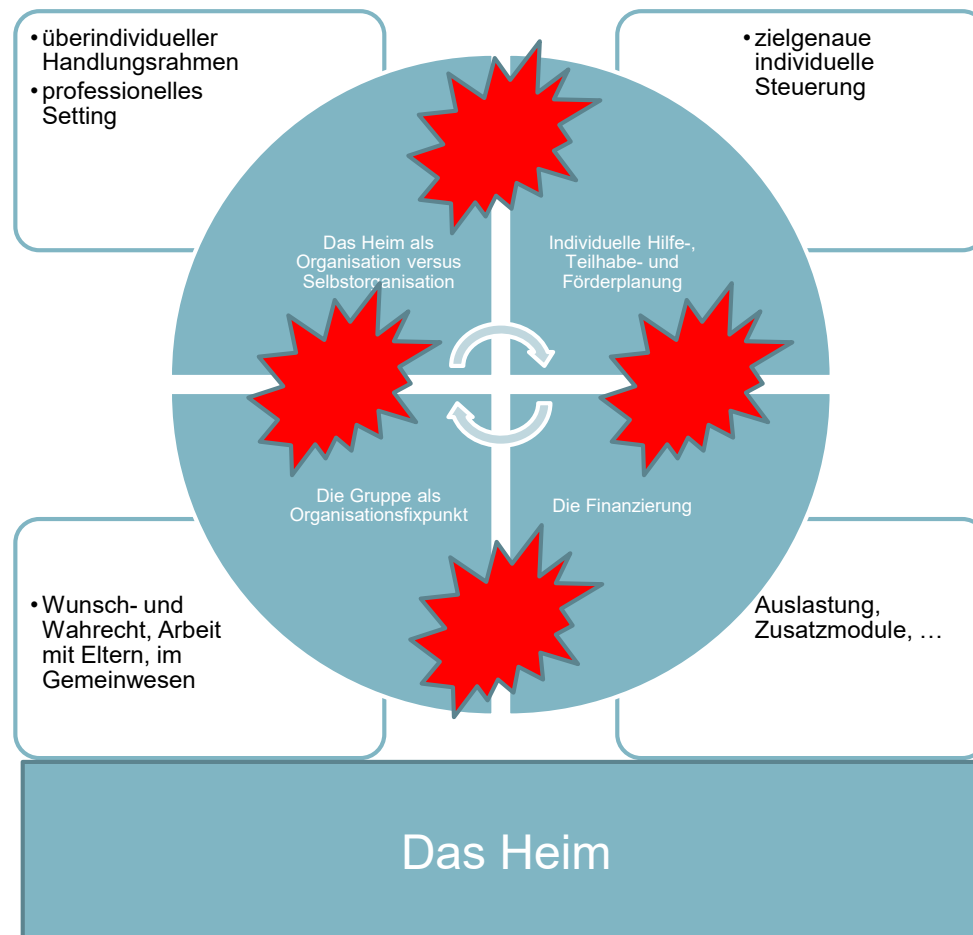 • überindividueller
Handlungsrahmen
• professionelles
Setting
• zielgenaue
individuelle
Steuerung
Das Heim als
Organisation versus
Selbstorganisation
Individuelle Hilfe-,
Teilhabe- und
Förderplanung
Die Gruppe als
Organisationsfixpunkt
Die Finanzierung
• Wunsch- und
Wahrecht, Arbeit
mit Eltern, im
Gemeinwesen
Auslastung,
Zusatzmodule, …
Das Heim